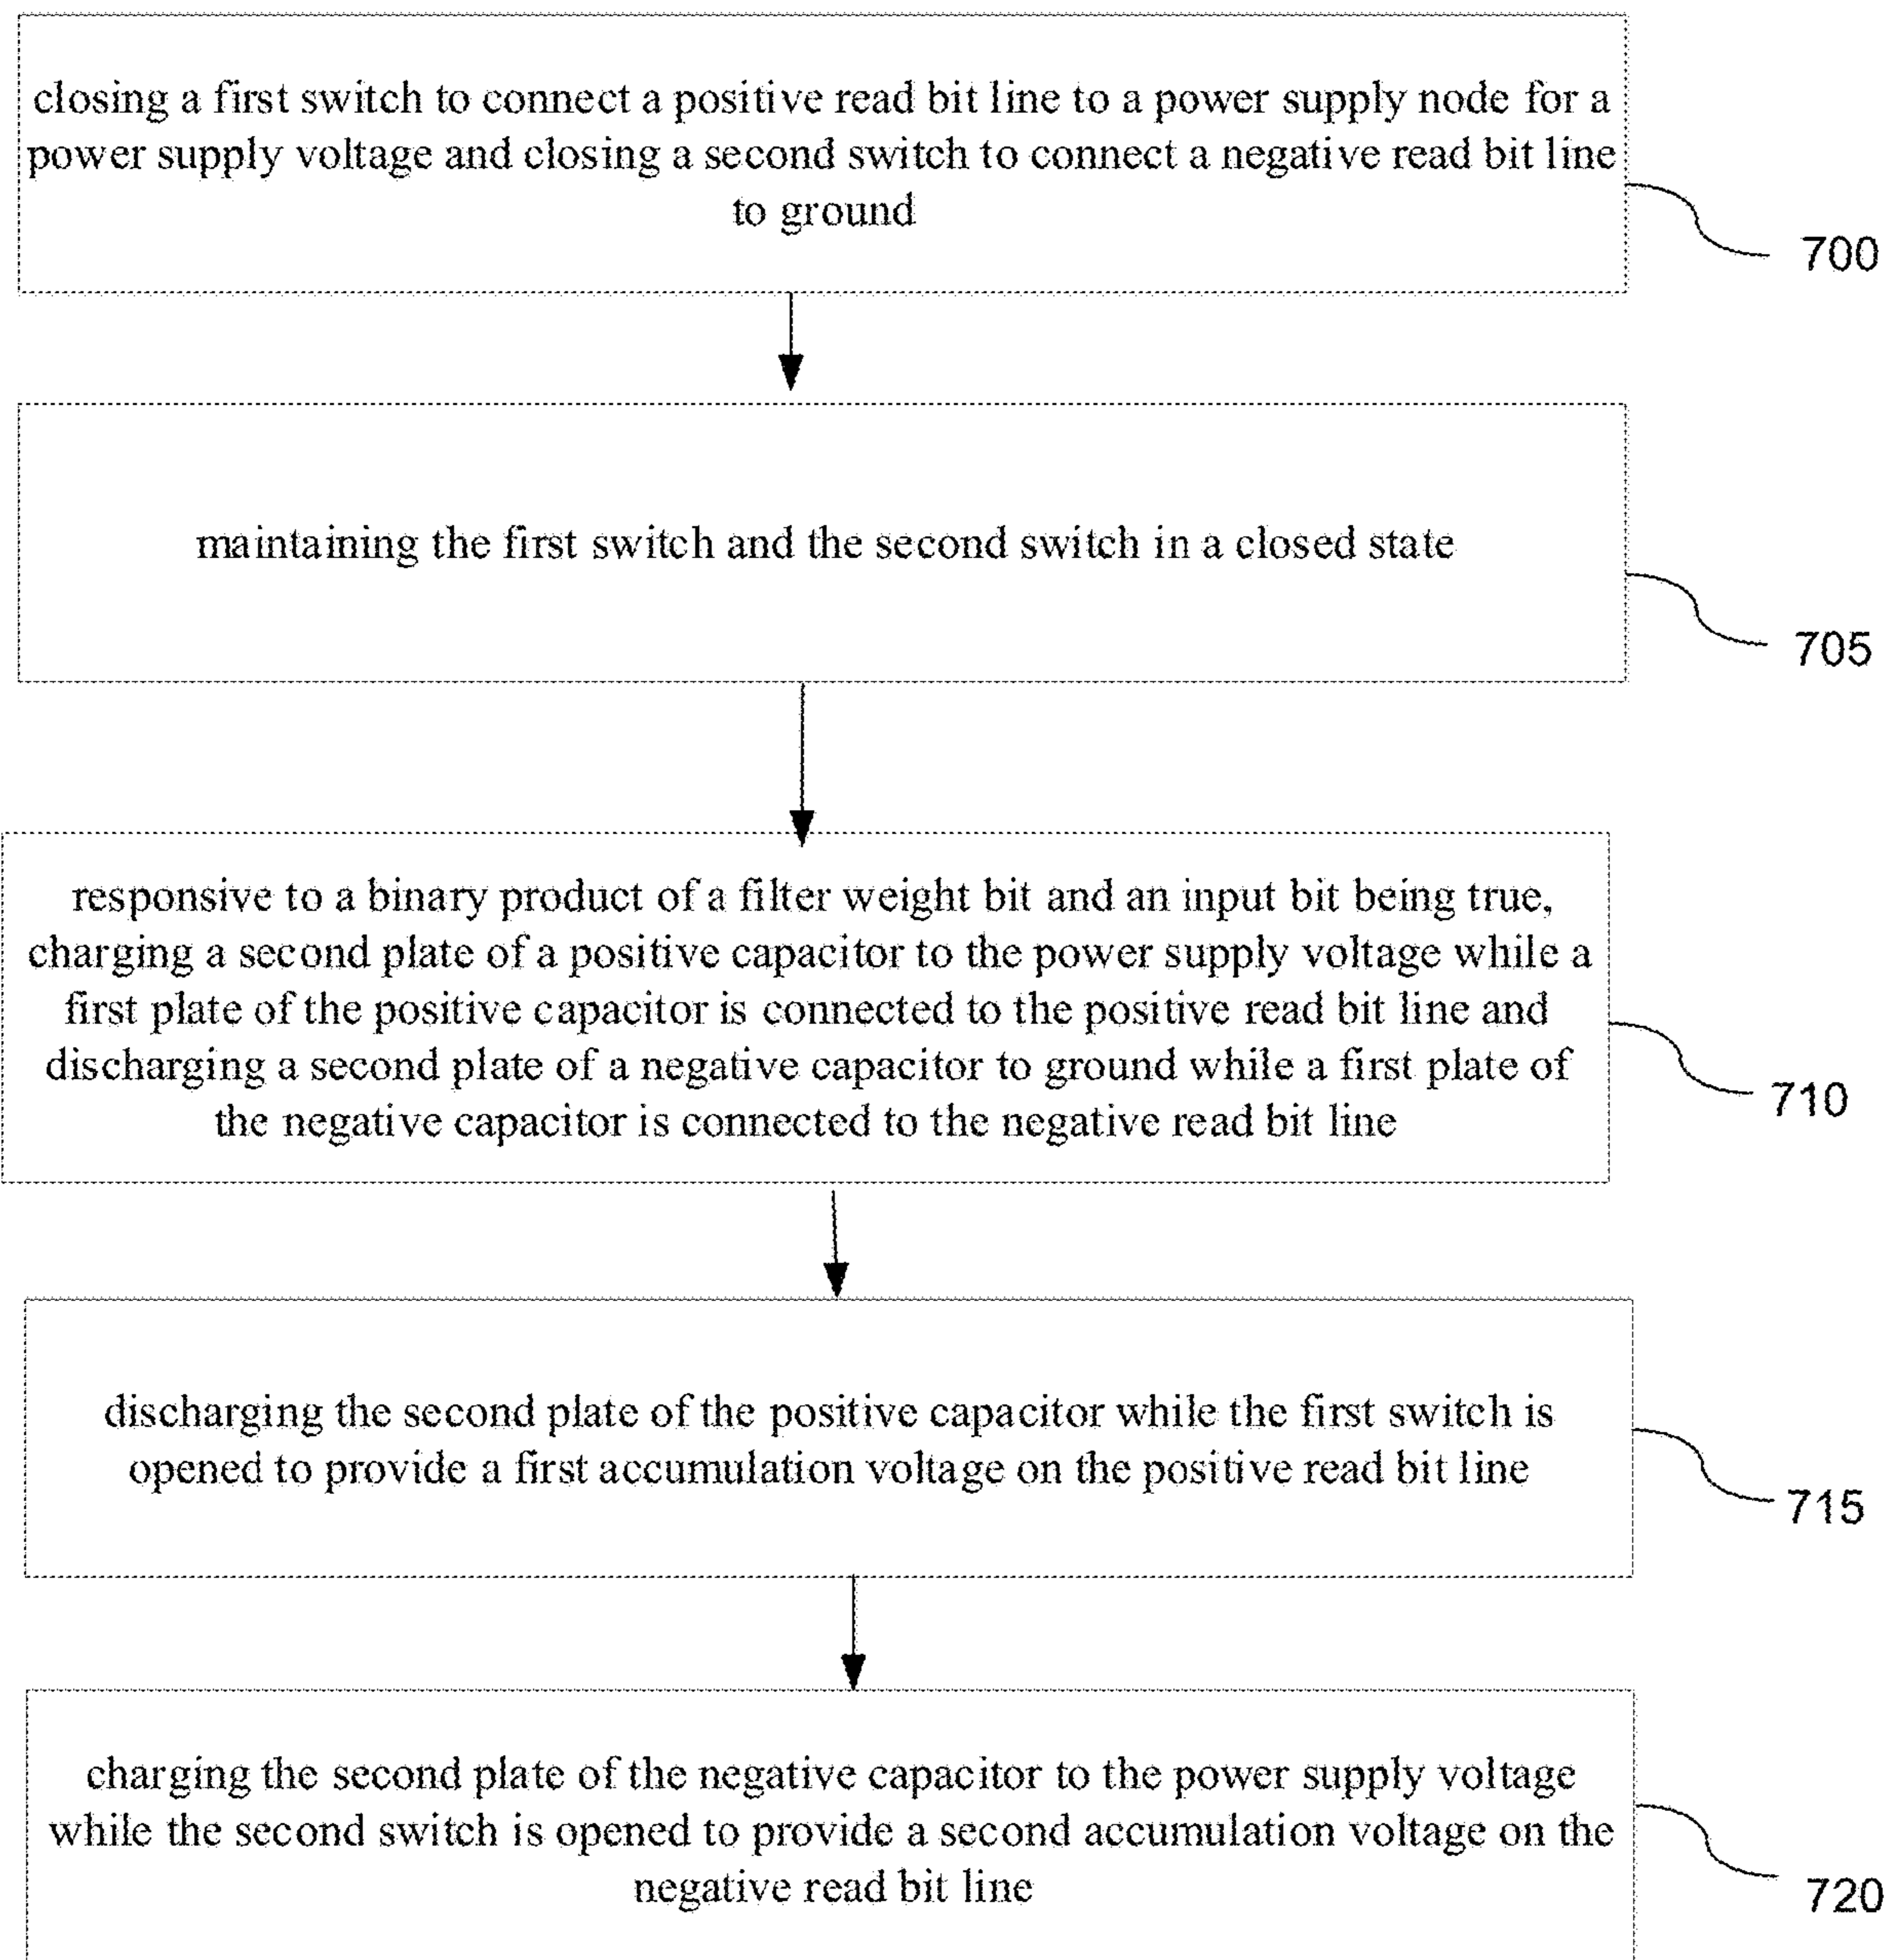 closing a first switch to connect a positive read bit line to a power supply node for a
power supply voltage and closing a second switch to connect a negative read bit line
to ground
700
maintaining the first switch and the second switch in a closed state
705
responsive to a binary product of a filter weight bit and an input bit being true,
charging a second plate of a positive capacitor to the power supply voltage while a
first plate of the positive capacitor is connected to the positive read bit line and
discharging a second plate of a negative capacitor to ground while a first plate of
the negative capacitor is connected to the negative read bit line
710
discharging the second plate of the positive capacitor while the first switch is
opened to provide a first accumulation voltage on the positive read bit line
715
charging the second plate of the negative capacitor to the power supply voltage
while the second switch is opened to provide a second accumulation voltage on the
negative read bit line
720